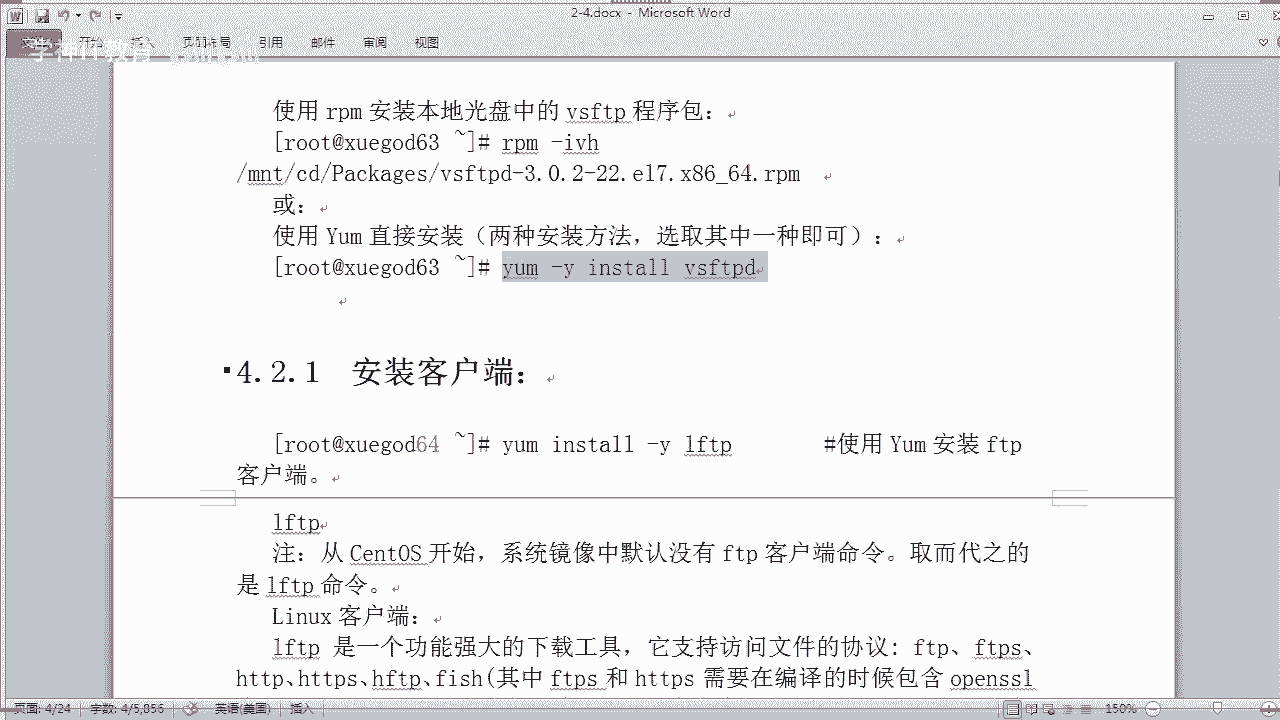 2-4.docx - Microsoft Word
文件 开始 插入 页面布局 引用 邮件 审阅 视图
学神IT教育
使用 rpm 安装本地光盘中的 vsftp 程序包：
[root@xuegod63 ~]# rpm -ivh
/mnt/cd/Packages/vsftpd-3.0.2-22.el7.x86_64.rpm
或：
使用 Yum 直接安装（两种安装方法，选取其中一种即可）：
[root@xuegod63 ~]# yum -y install vsftpd
4.2.1 安装客户端：
[root@xuegod64 ~]# yum install -y lftp #使用 Yum 安装 ftp
客户端。
lftp
注：从 CentOS 开始，系统镜像中默认没有 ftp 客户端命令。取而代之的
是 lftp 命令。
Linux 客户端：
lftp 是一个功能强大的下载工具，它支持访问文件的协议: ftp、ftps、
http、https、hftp、fish(其中 ftps 和 https 需要在编译的时候包含 openssl
页面: 4/24 字数: 4/5,856 英语(美国) 插入 150%